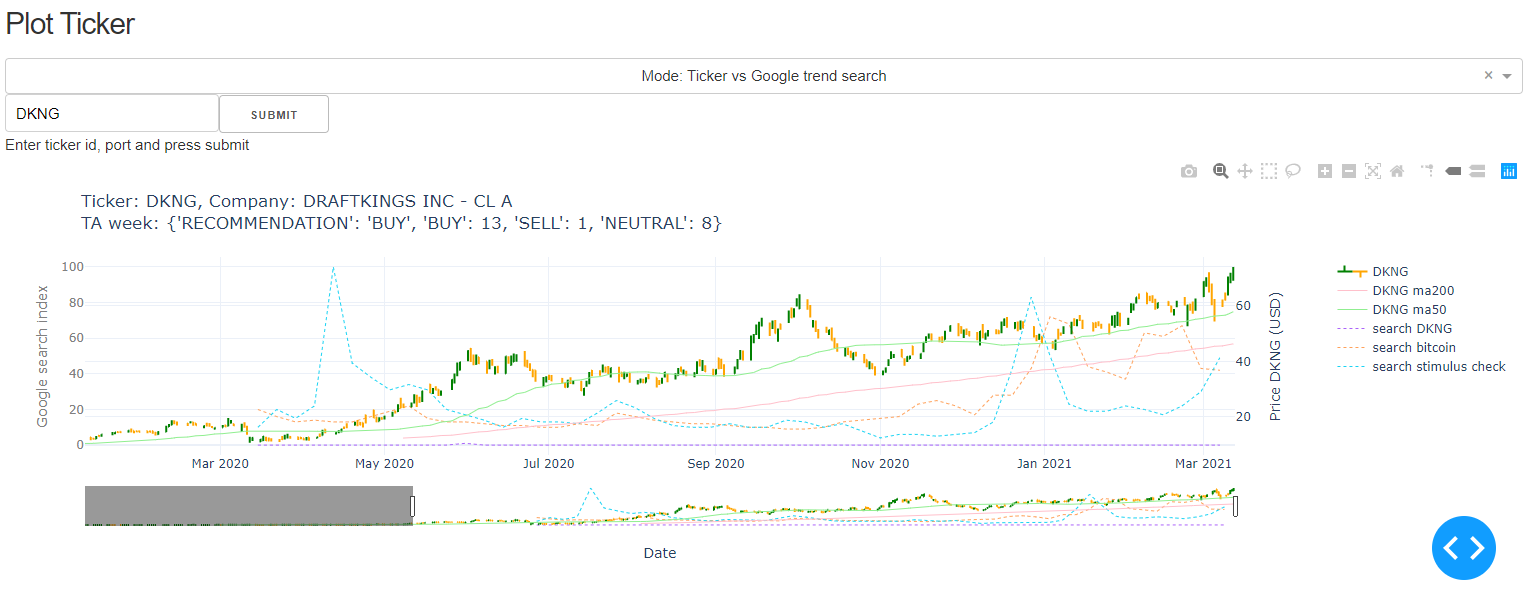 Plot Ticker
Mode: Ticker vs Google trend search
DKNG
SUBMIT
Enter ticker id, port and press submit
Ticker: DKNG, Company: DRAFTKINGS INC - CL A
TA week: {'RECOMMENDATION': 'BUY', 'BUY': 13, 'SELL': 1, 'NEUTRAL': 8}
Google search index
100
80
60
40
20
0
Mar 2020
May 2020
Jul 2020
Sep 2020
Nov 2020
Jan 2021
Mar 2021
60
40
20
Price DKNG (USD)
DKNG
DKNG ma200
DKNG ma50
search DKNG
search bitcoin
search stimulus check
Date